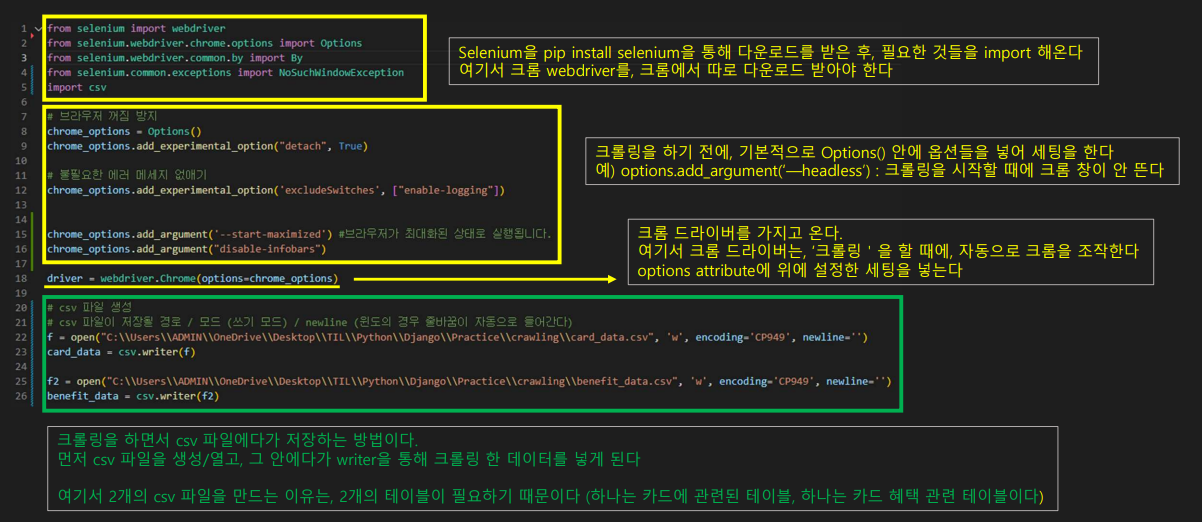 1 from selenium import webdriver
2 from selenium.webdriver.chrome.options import Options
3 from selenium.webdriver.common.by import By
4 from selenium.common.exceptions import NoSuchWindowException
5 import csv
6
7 # 브라우저 꺼짐 방지
8 chrome_options = Options()
9 chrome_options.add_experimental_option("detach", True)
10
11 # 불필요한 에러 메세지 없애기
12 chrome_options.add_experimental_option('excludeSwitches', ["enable-logging"])
13
14
15 chrome_options.add_argument('--start-maximized') #브라우저가 최대화된 상태로 실행됩니다.
16 chrome_options.add_argument("disable-infobars")
17
18 driver = webdriver.Chrome(options=chrome_options)
19
20 # csv 파일 생성
21 # csv 파일이 저장될 경로 / 모드 (쓰기 모드) / newline (윈도의 경우 줄바꿈이 자동으로 들어간다)
22 f = open("C:\\Users\\ADMIN\\OneDrive\\Desktop\\TIL\\Python\\Django\\Practice\\crawling\\card_data.csv", 'w', encoding='CP949', newline='')
23 card_data = csv.writer(f)
24
25 f2 = open("C:\\Users\\ADMIN\\OneDrive\\Desktop\\TIL\\Python\\Django\\Practice\\crawling\\benefit_data.csv", 'w', encoding='CP949', newline='')
26 benefit_data = csv.writer(f2)
Selenium을 pip install selenium을 통해 다운로드를 받은 후, 필요한 것들을 import 해온다
여기서 크롬 webdriver를, 크롬에서 따로 다운로드 받아야 한다
크롤링을 하기 전에, 기본적으로 Options() 안에 옵션들을 넣어 세팅을 한다
예) options.add_argument('—headless') : 크롤링을 시작할 때에 크롬 창이 안 뜬다
크롬 드라이버를 가지고 온다.
여기서 크롬 드라이버는, '크롤링 ' 을 할 때에, 자동으로 크롬을 조작한다
options attribute에 위에 설정한 세팅을 넣는다
크롤링을 하면서 csv 파일에다가 저장하는 방법이다.
먼저 csv 파일을 생성/열고, 그 안에다가 writer을 통해 크롤링 한 데이터를 넣게 된다
여기서 2개의 csv 파일을 만드는 이유는, 2개의 테이블이 필요하기 때문이다 (하나는 카드에 관련된 테이블, 하나는 카드 혜택 관련 테이블이다)